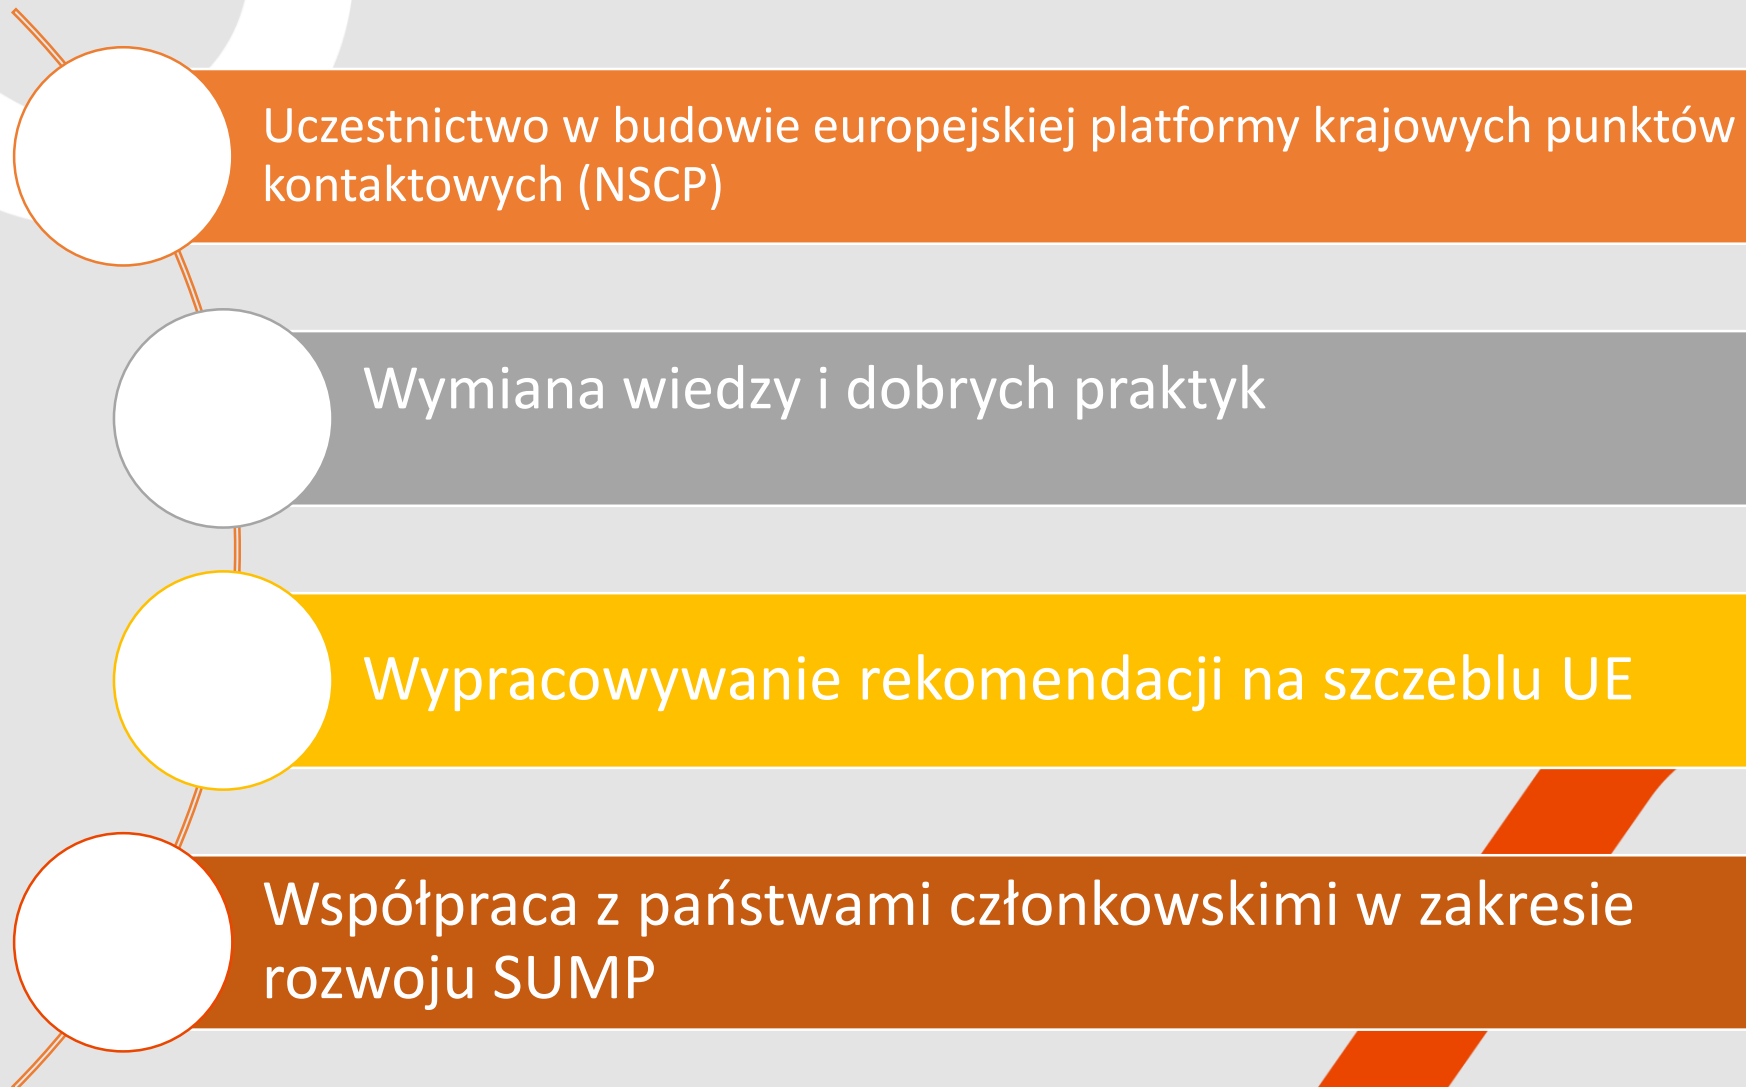 Uczestnictwo w budowie europejskiej platformy krajowych punktów
kontaktowych (NSCP)
Wymiana wiedzy i dobrych praktyk
Wypracowywanie rekomendacji na szczeblu UE
Współpraca z państwami członkowskimi w zakresie
rozwoju SUMP